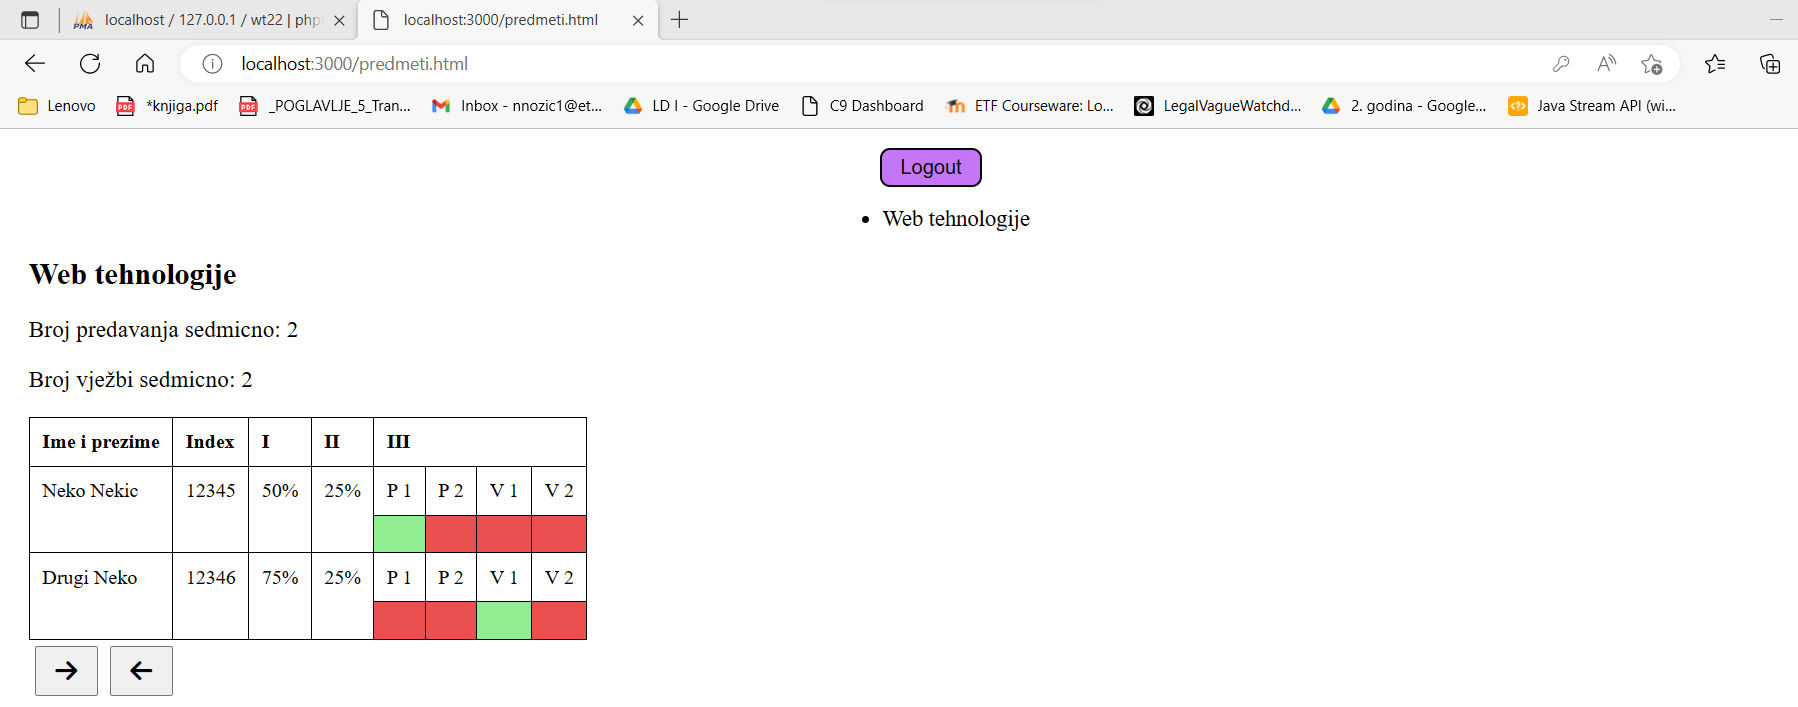 localhost / 127.0.0.1 / wt22 | php
localhost:3000/predmeti.html
localhost:3000/predmeti.html
Lenovo *knjiga.pdf _POGLAVLJE_5_Tran... Inbox - nnozic1@et... LD I - Google Drive C9 Dashboard ETF Courseware: Lo... LegalVagueWatchd... 2. godina - Google... Java Stream API (wi...
Logout
• Web tehnologije
Web tehnologije
Broj predavanja sedmicno: 2
Broj vježbi sedmicno: 2
Ime i prezime Index I II III
Neko Nekic 12345 50% 25% P 1 P 2 V 1 V 2
Drugi Neko 12346 75% 25% P 1 P 2 V 1 V 2